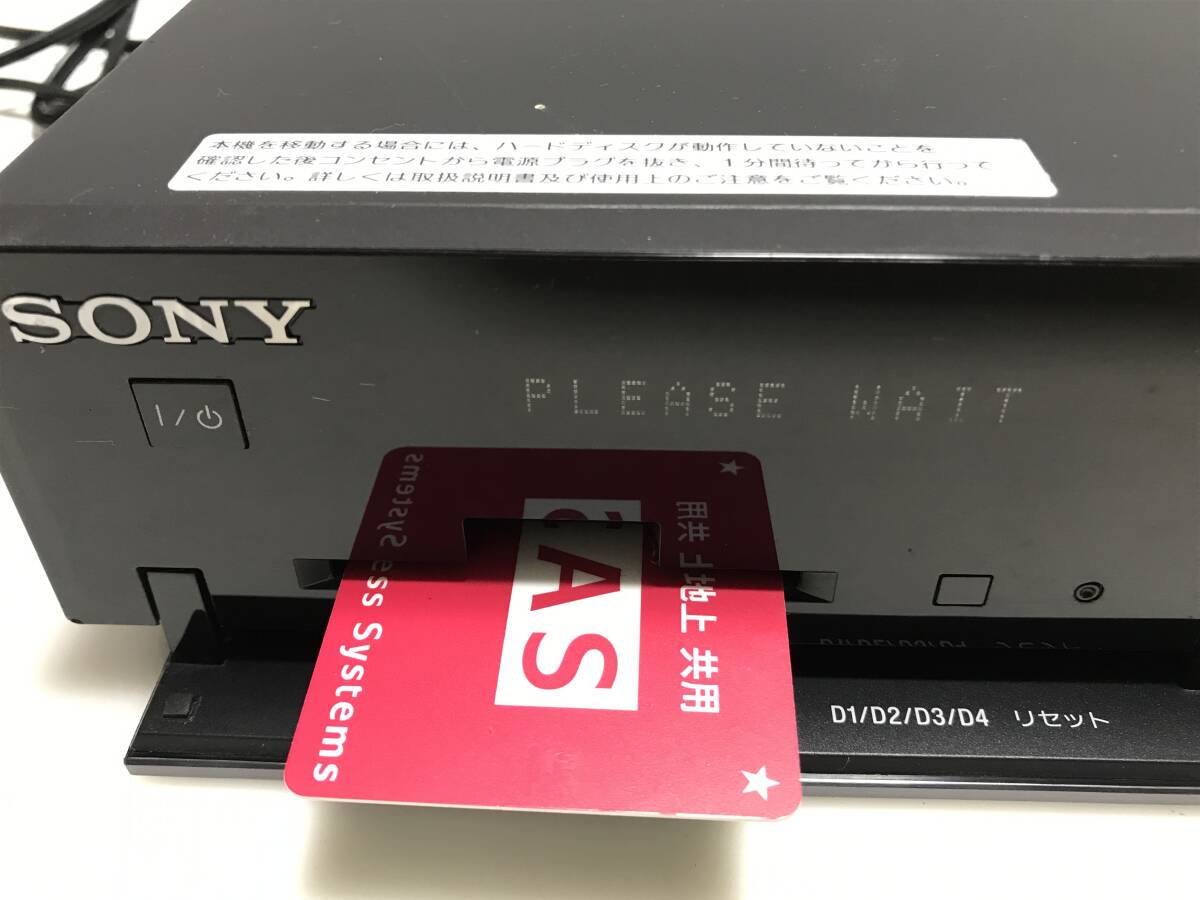 本機を移動する場合には、ハードディスクが動作していないことを
確認した後コンセントから電源プラグを抜き、1分間待ってから行って
ください。詳しくは取扱説明書及び使用上のご注意をご覧ください。
SONY
I/⏻
PLEASE WAIT
ess Systems
CAS
地上 共用
★
D1/D2/D3/D4 リセット